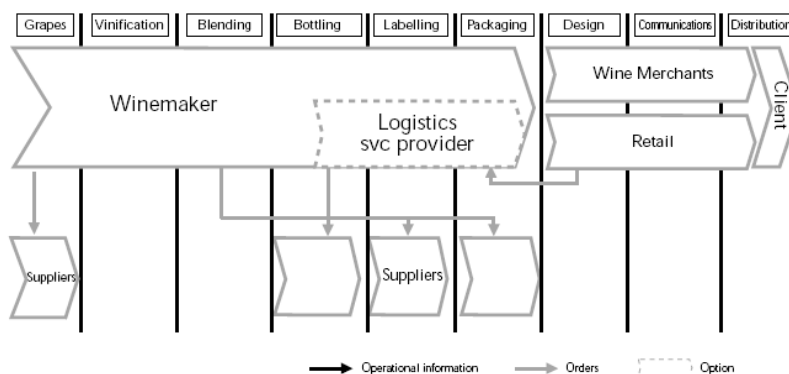 Grapes
Vinification
Blending
Bottling
Labelling
Packaging
Design
Communications
Distribution
Winemaker
Logistics
svc provider
Wine Merchants
Retail
Client
Suppliers
Suppliers
Operational information
Orders
Option